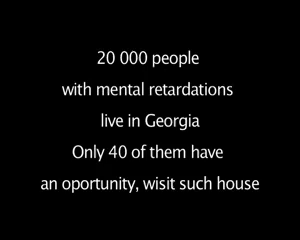 20 000 people
with mental retardations
live in Georgia
Only 40 of them have
an oportunity, wisit such house